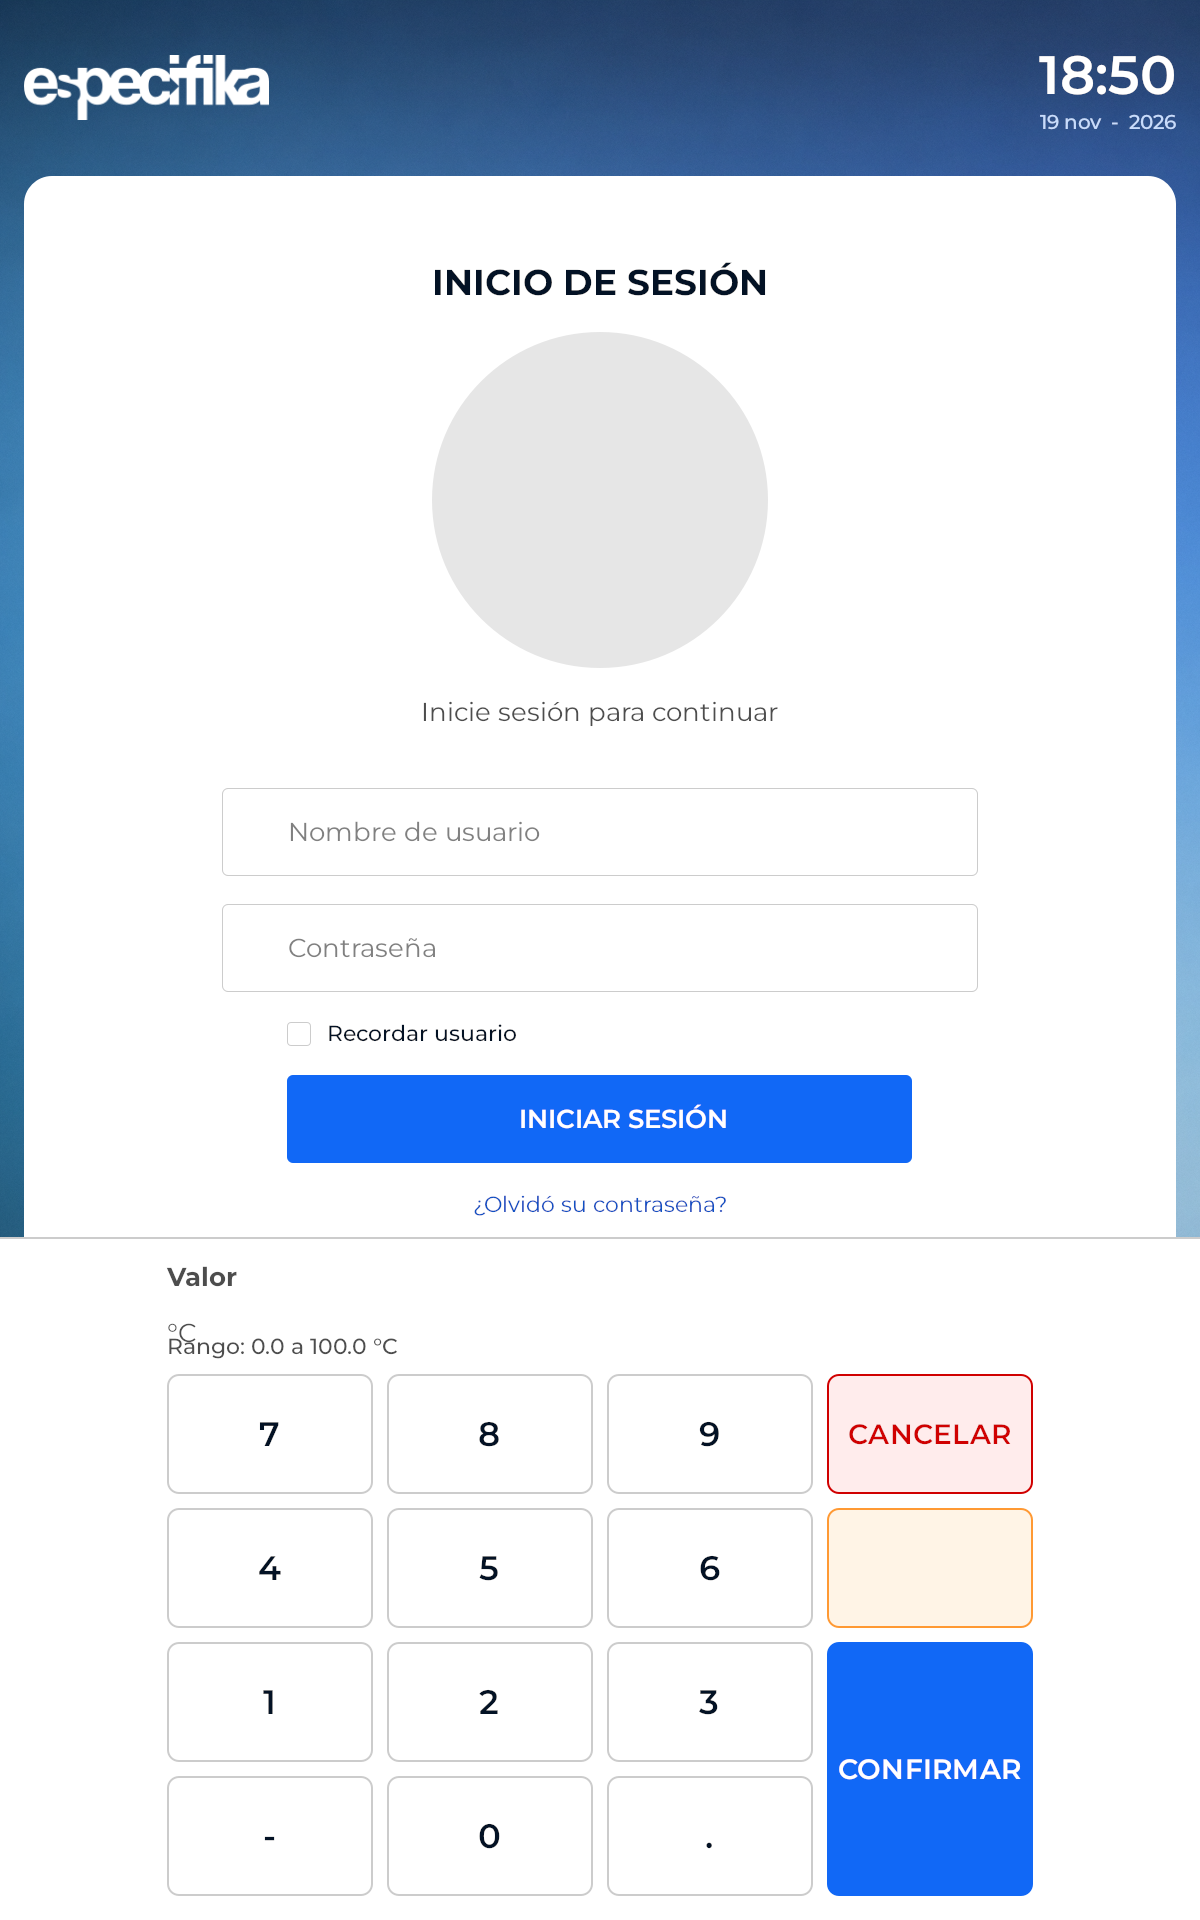 especifika
18:50
19 nov - 2026
INICIO DE SESIÓN
Inicie sesión para continuar
Nombre de usuario
Contraseña
Recordar usuario
INICIAR SESIÓN
¿Olvidó su contraseña?
Valor
°C
Rango: 0.0 a 100.0 °C
7 8 9 CANCELAR
4 5 6
1 2 3
CONFIRMAR
- 0 .